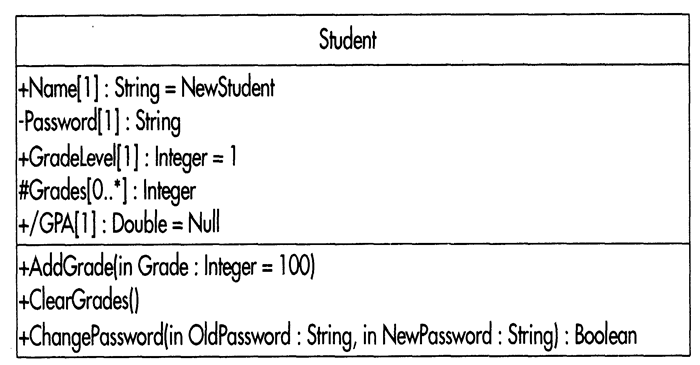 Student
+Name[1] : String = NewStudent
-Password[1] : String
+GradeLevel[1] : Integer = 1
#Grades[0..*] : Integer
+/GPA[1] : Double = Null
+AddGrade(in Grade : Integer = 100)
+ClearGrades()
+ChangePassword(in OldPassword : String, in NewPassword : String) : Boolean